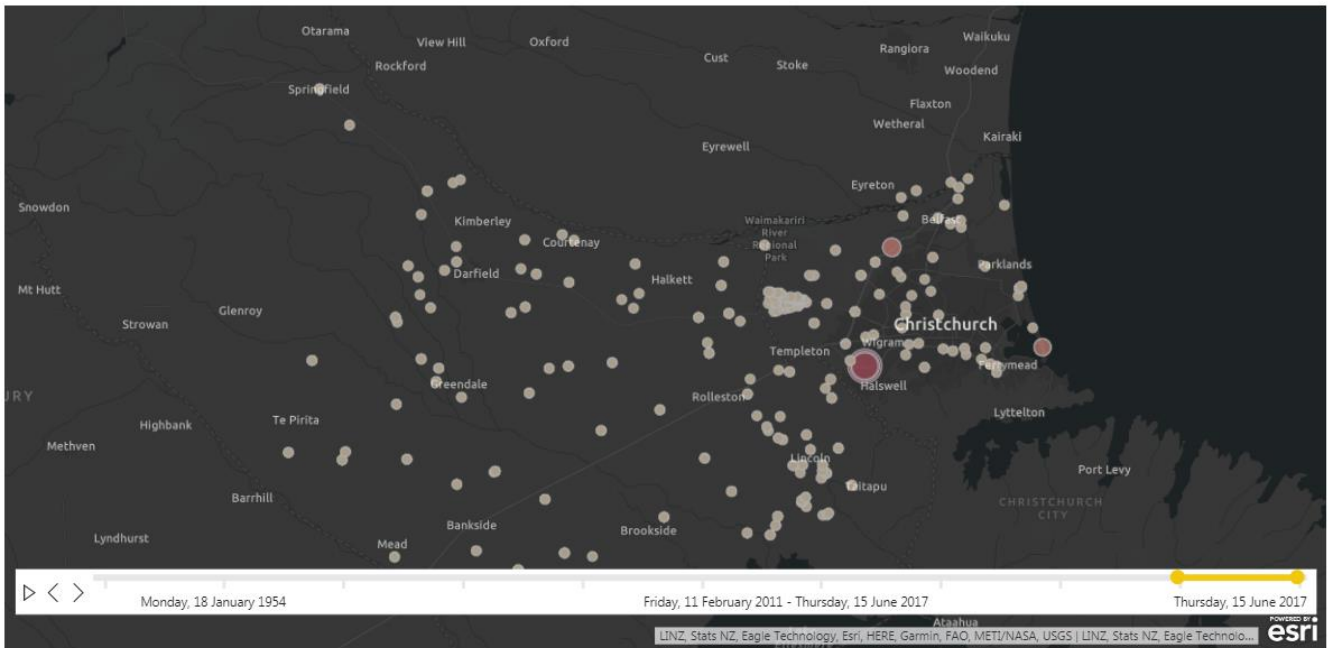 Otarama
View Hill
Oxford
Cust
Stoke
Rangiora
Waikuku
Rockford
Woodend
Springfield
Flaxton
Wetheral
Kairaki
Eyrewell
Eyreton
Snowdon
Kimberley
Waimakariri
River
Regional
Park
Belfast
Courtenay
Parklands
Darfield
Halkett
Mt Hutt
Glenroy
Strowan
Christchurch
Templeton
Wigram
Ferrymead
Greendale
Halswell
URY
Rolleston
Lyttelton
Highbank
Te Pirita
Methven
Lincoln
Port Levy
Taitapu
Barrhill
CHRISTCHURCH
CITY
Bankside
Brookside
Lyndhurst
Mead
Monday, 18 January 1954
Friday, 11 February 2011 - Thursday, 15 June 2017
Thursday, 15 June 2017
Ataahua
POWERED BY
esri
LINZ, Stats NZ, Eagle Technology, Esri, HERE, Garmin, FAO, METI/NASA, USGS | LINZ, Stats NZ, Eagle Technolo...